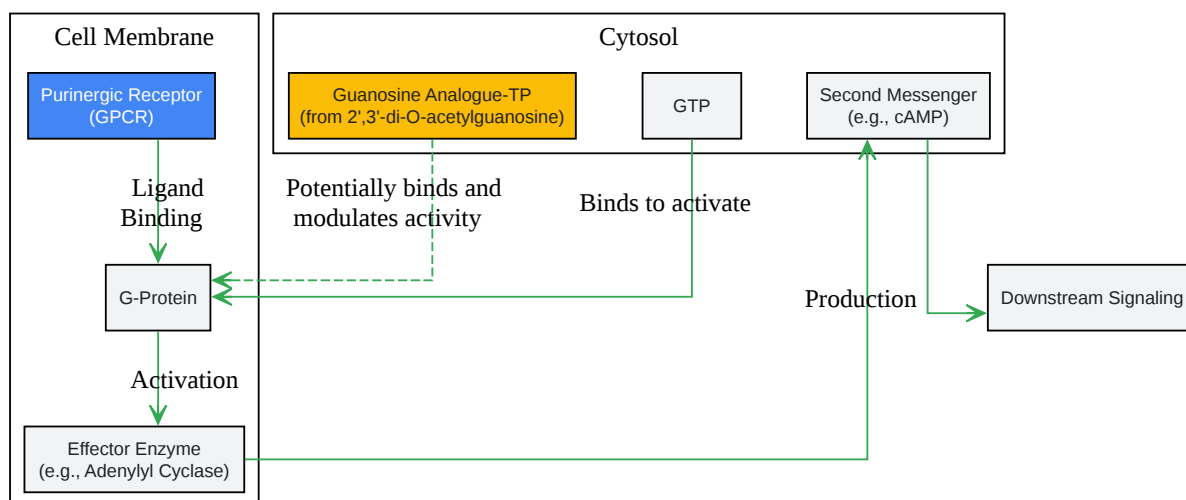 Cell Membrane
Cytosol
Purinergic Receptor
(GPCR)
Guanosine Analogue-TP
(from 2',3'-di-O-acetylguanosine)
GTP
Second Messenger
(e.g., cAMP)
Ligand
Binding
Potentially binds and
modulates activity
Binds to activate
G-Protein
Production
Downstream Signaling
Activation
Effector Enzyme
(e.g., Adenylyl Cyclase)